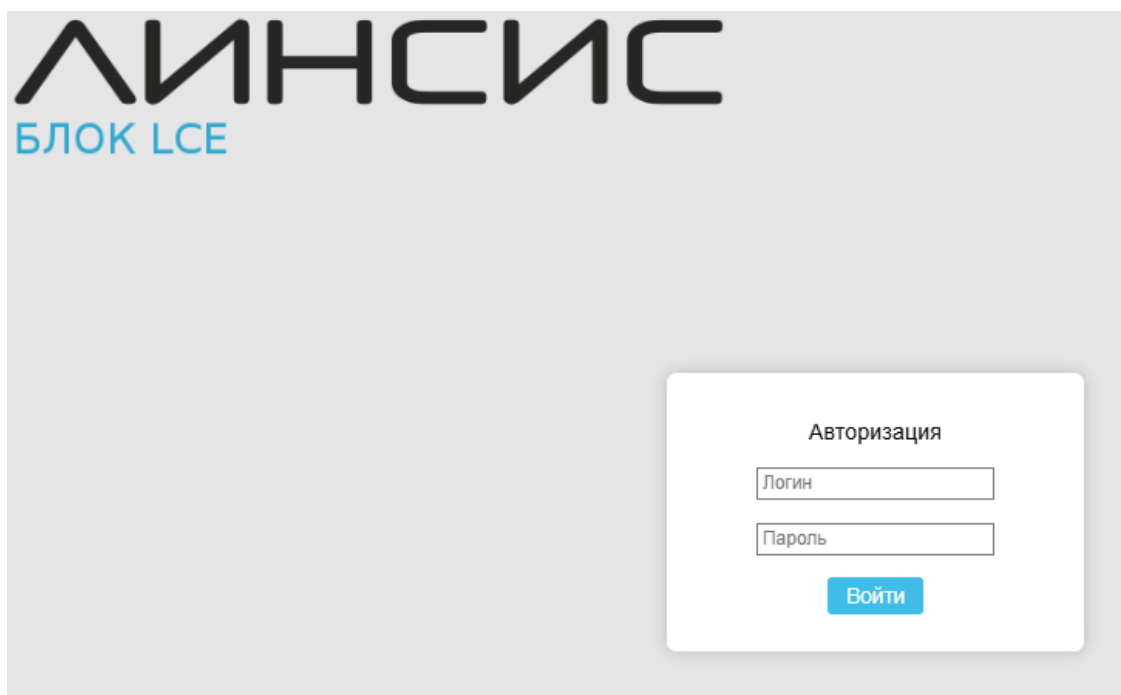 ЛИНСИС
БЛОК LCE
Авторизация
Логин
Пароль
Войти